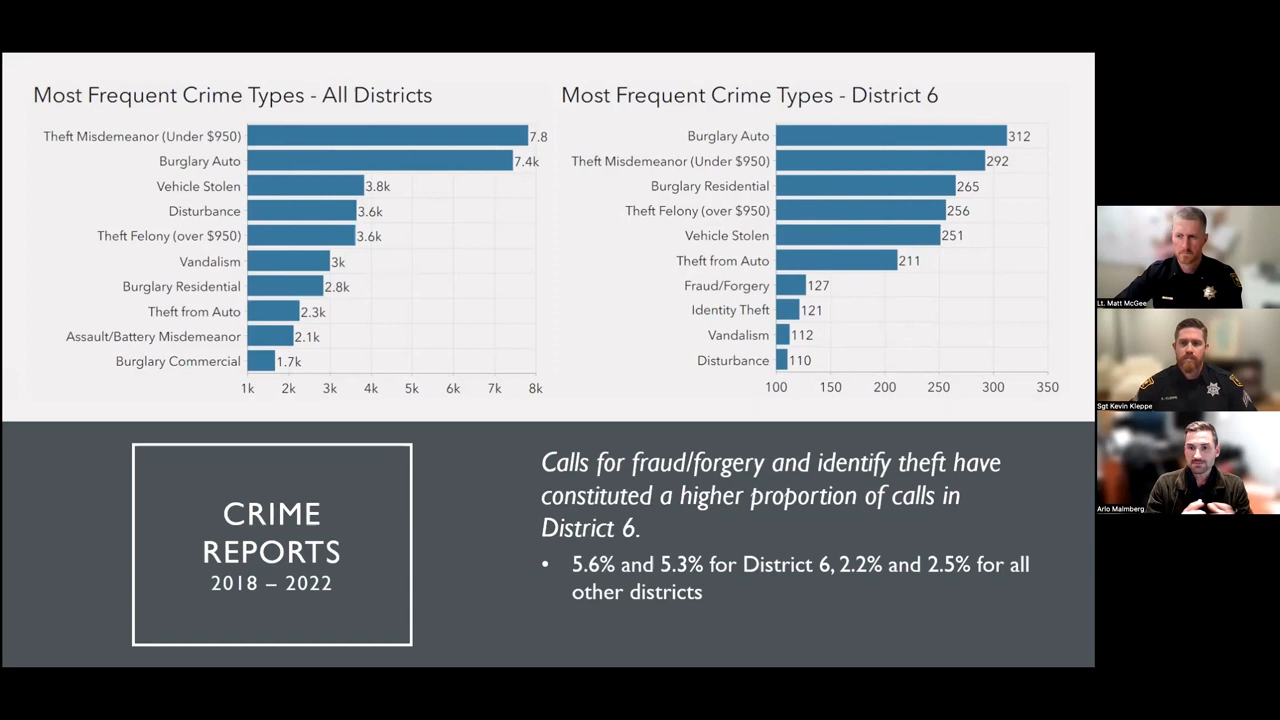 Most Frequent Crime Types - All Districts
Theft Misdemeanor (Under $950) 7.8
Burglary Auto 7.4k
Vehicle Stolen 3.8k
Disturbance 3.6k
Theft Felony (over $950) 3.6k
Vandalism 3k
Burglary Residential 2.8k
Theft from Auto 2.3k
Assault/Battery Misdemeanor 2.1k
Burglary Commercial 1.7k
1k 2k 3k 4k 5k 6k 7k 8k
Most Frequent Crime Types - District 6
Burglary Auto 312
Theft Misdemeanor (Under $950) 292
Burglary Residential 265
Theft Felony (over $950) 256
Vehicle Stolen 251
Theft from Auto 211
Fraud/Forgery 127
Identity Theft 121
Vandalism 112
Disturbance 110
100 150 200 250 300 350
CRIME
REPORTS
2018 – 2022
Calls for fraud/forgery and identify theft have
constituted a higher proportion of calls in
District 6.
• 5.6% and 5.3% for District 6, 2.2% and 2.5% for all
other districts
Lt. Matt McGee
Sgt Kevin Kleppe
Arlo Malmberg